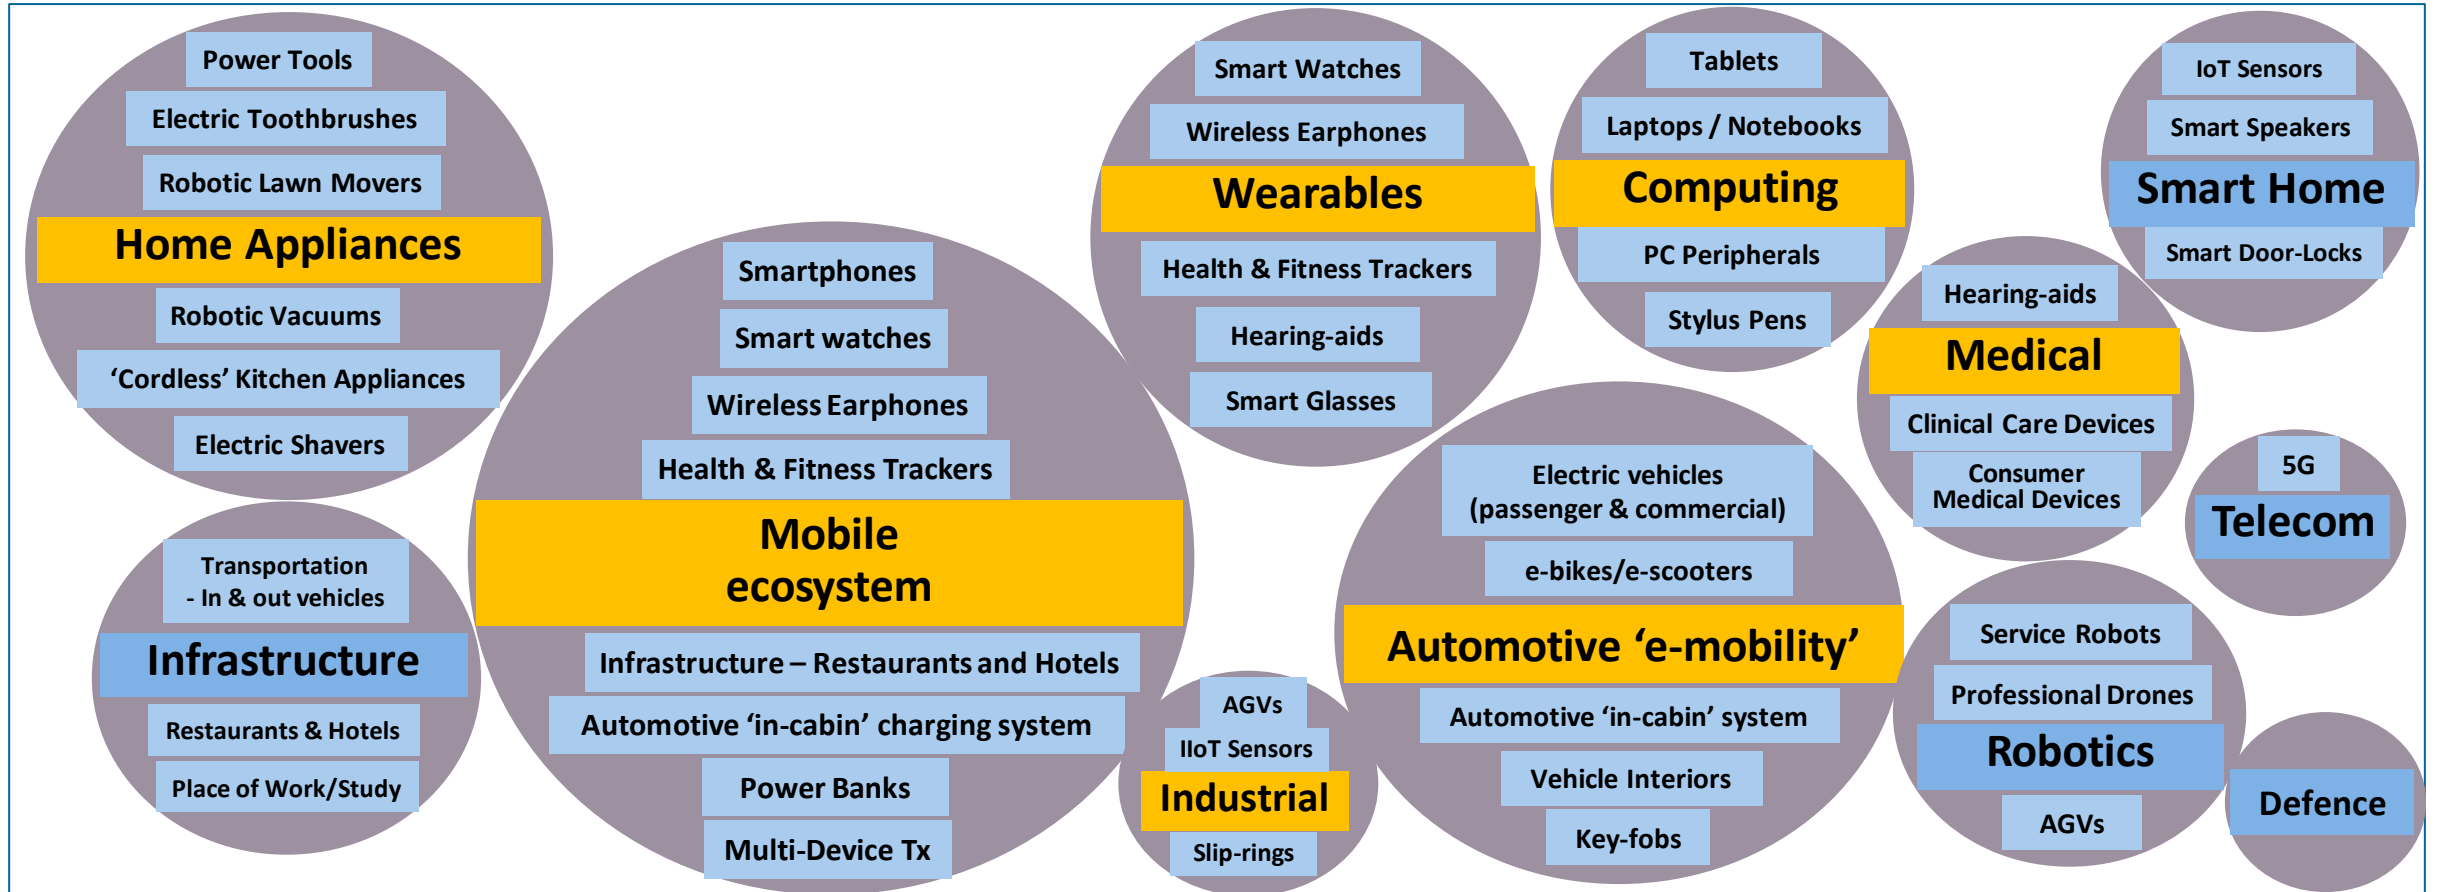 Power Tools
Electric Toothbrushes
Robotic Lawn Movers
Home Appliances
Robotic Vacuums
‘Cordless’ Kitchen Appliances
Electric Shavers
Transportation
- In & out vehicles
Infrastructure
Restaurants & Hotels
Place of Work/Study
Smartphones
Smart watches
Wireless Earphones
Health & Fitness Trackers
Mobile
ecosystem
Infrastructure – Restaurants and Hotels
Automotive ‘in-cabin’ charging system
Power Banks
Multi-Device Tx
Smart Watches
Wireless Earphones
Wearables
Health & Fitness Trackers
Hearing-aids
Smart Glasses
AGVs
IIoT Sensors
Industrial
Slip-rings
Tablets
Laptops / Notebooks
Computing
PC Peripherals
Stylus Pens
Electric vehicles
(passenger & commercial)
e-bikes/e-scooters
Automotive ‘e-mobility’
Automotive ‘in-cabin’ system
Vehicle Interiors
Key-fobs
Hearing-aids
Medical
Clinical Care Devices
Consumer
Medical Devices
IoT Sensors
Smart Speakers
Smart Home
Smart Door-Locks
5G
Telecom
Service Robots
Professional Drones
Robotics
AGVs
Defence